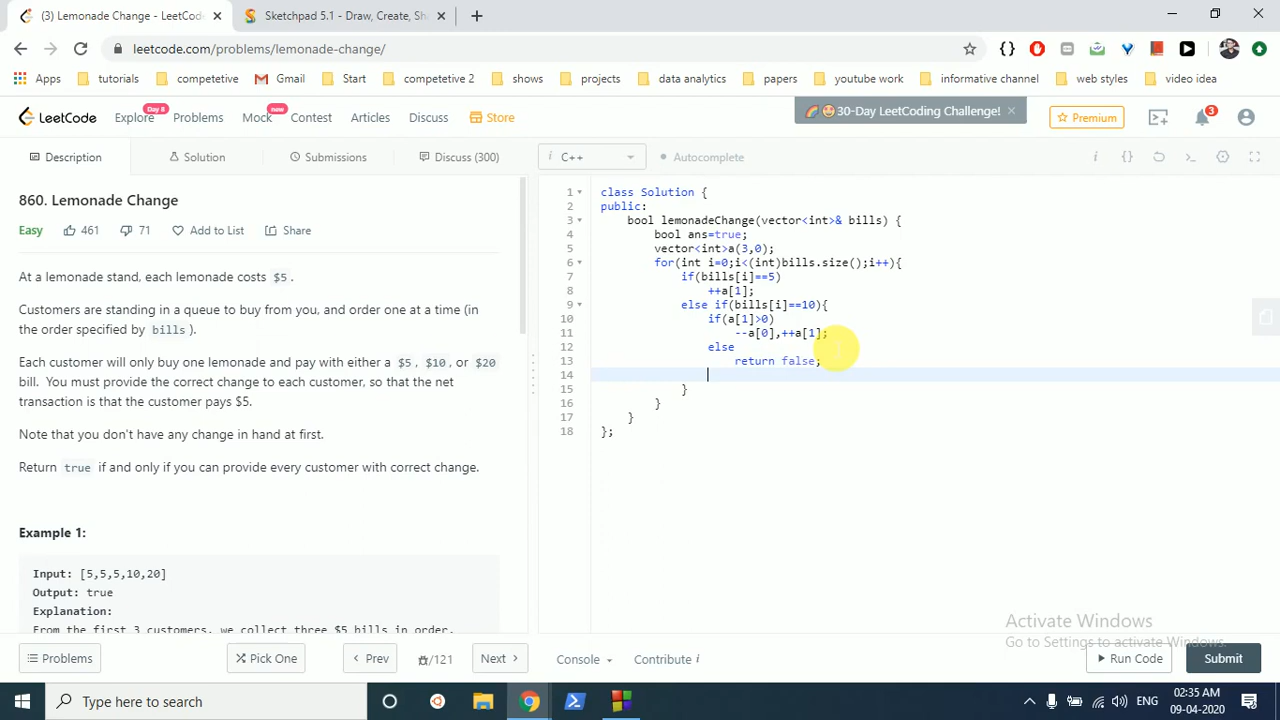 (3) Lemonade Change - LeetCode
Sketchpad 5.1 - Draw, Create, Sh
leetcode.com/problems/lemonade-change/
Apps tutorials competetive Gmail Start competetive 2 shows projects data analytics papers youtube work informative channel web styles video idea
LeetCode Explore Day 8 Problems Mock new Contest Articles Discuss Store
30-Day LeetCoding Challenge!
Premium 3
Description Solution Submissions Discuss (300)
i C++ Autocomplete
860. Lemonade Change
Easy 461 71 Add to List Share
At a lemonade stand, each lemonade costs $5.
Customers are standing in a queue to buy from you, and order one at a time (in
the order specified by bills).
Each customer will only buy one lemonade and pay with either a $5, $10, or $20
bill. You must provide the correct change to each customer, so that the net
transaction is that the customer pays $5.
Note that you don't have any change in hand at first.
Return true if and only if you can provide every customer with correct change.
Example 1:
Input: [5,5,5,10,20]
Output: true
Explanation:
From the first 3 customers, we collect three $5 bills in order.
1 class Solution {
2 public:
3 bool lemonadeChange(vector<int>& bills) {
4 bool ans=true;
5 vector<int>a(3,0);
6 for(int i=0;i<(int)bills.size();i++){
7 if(bills[i]==5)
8 ++a[1];
9 else if(bills[i]==10){
10 if(a[1]>0)
11 --a[0],++a[1];
12 else
13 return false;
14
15 }
16 }
17 }
18 };
Activate Windows
Go to Settings to activate Windows.
Problems Pick One Prev /121 Next Console Contribute i Run Code Submit
Type here to search
ENG
02:35 AM
09-04-2020